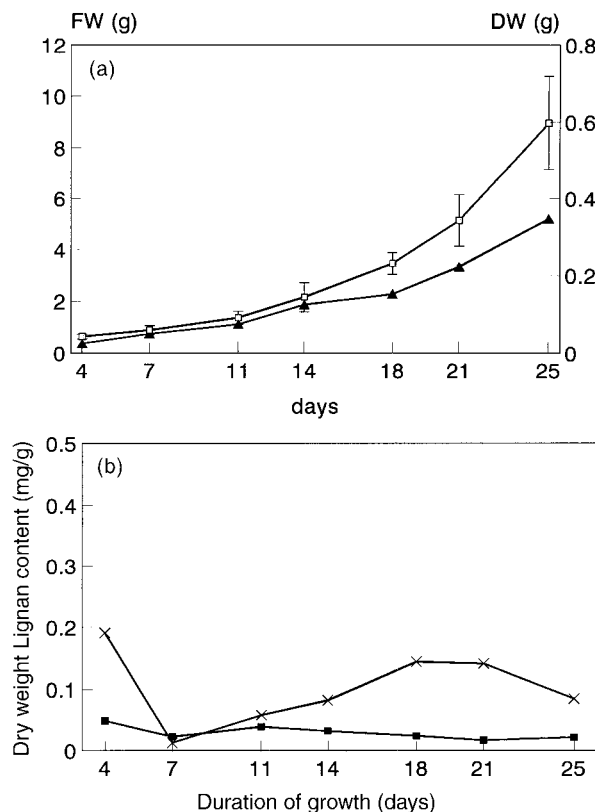 FW (g) DW (g)
12 0.8
(a)
10
8 0.6
6 0.4
4
2 0.2
0 0
4 7 11 14 18 21 25
days
0.5
(b)
0.4
0.3
0.2
0.1
0
4 7 11 14 18 21 25
Dry weight Lignan content (mg/g)
Duration of growth (days)